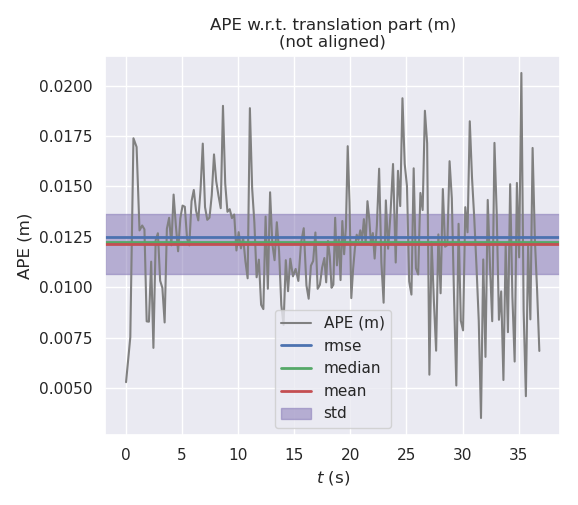 APE w.r.t. translation part (m)
(not aligned)
APE (m)
0.0200
0.0175
0.0150
0.0125
0.0100
0.0075
0.0050
APE (m)
rmse
median
mean
std
0 5 10 15 20 25 30 35
t (s)